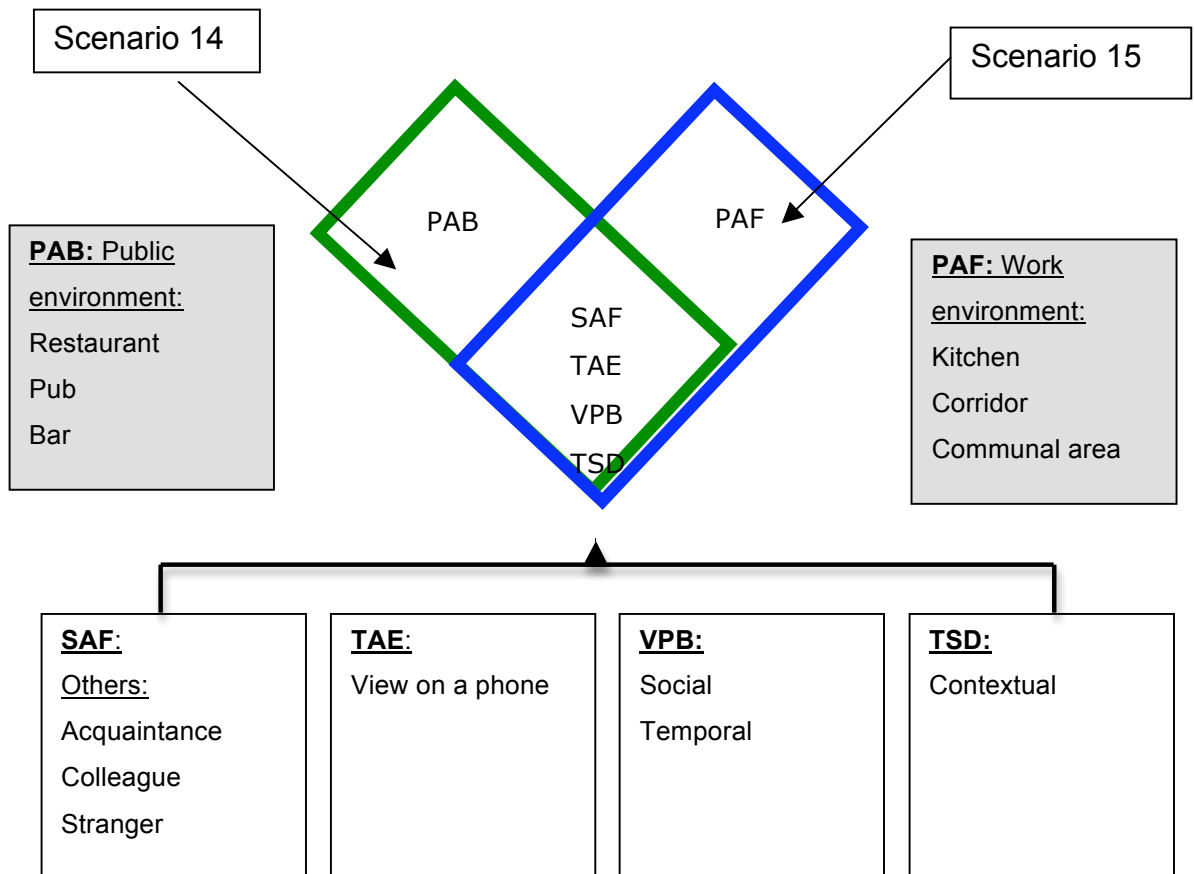 Scenario 14
Scenario 15
PAB
PAF
PAB: Public
environment:
Restaurant
Pub
Bar
SAF
TAE
VPB
TSD
PAF: Work
environment:
Kitchen
Corridor
Communal area
SAF:
Others:
Acquaintance
Colleague
Stranger
TAE:
View on a phone
VPB:
Social
Temporal
TSD:
Contextual